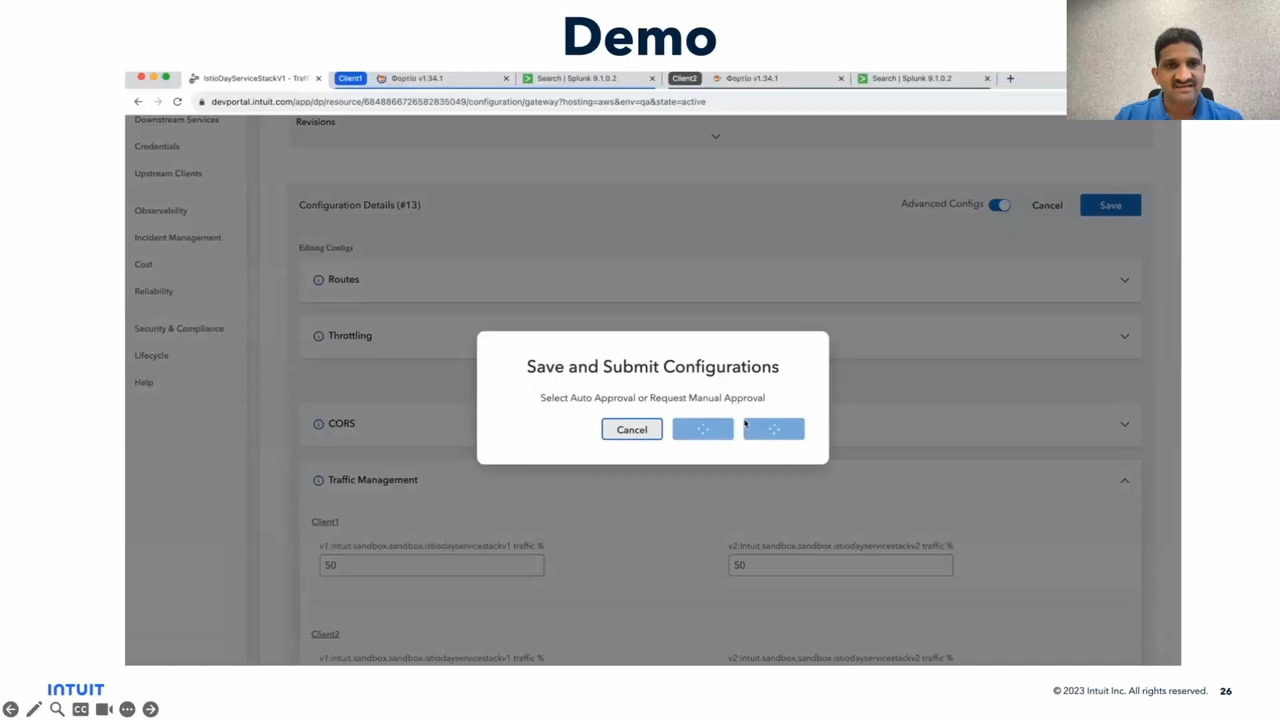 Demo
IstioDayServiceStackV1 - Traf
Client1
Φορτίο v1.34.1
Search | Splunk 9.1.0.2
Client2
Φορτίο v1.34.1
Search | Splunk 9.1.0.2
devportal.intuit.com/app/dp/resource/6848866726582835049/configuration/gateway?hosting=aws&env=qa&state=active
Downstream Services
Credentials
Upstream Clients
Observability
Incident Management
Cost
Reliability
Security & Compliance
Lifecycle
Help
Revisions
Configuration Details (#13)
Advanced Configs
Cancel
Save
Editing Configs
Routes
Throttling
Save and Submit Configurations
Select Auto Approval or Request Manual Approval
Cancel
CORS
Traffic Management
Client1
v1:intuit.sandbox.sandbox.istiodayservicestackv1 traffic %
v2:intuit.sandbox.sandbox.istiodayservicestackv2 traffic %
50
50
Client2
v1:intuit.sandbox.sandbox.istiodayservicestackv1 traffic %
v2:intuit.sandbox.sandbox.istiodayservicestackv2 traffic %
INTUIT
CC
© 2023 Intuit Inc. All rights reserved.
26